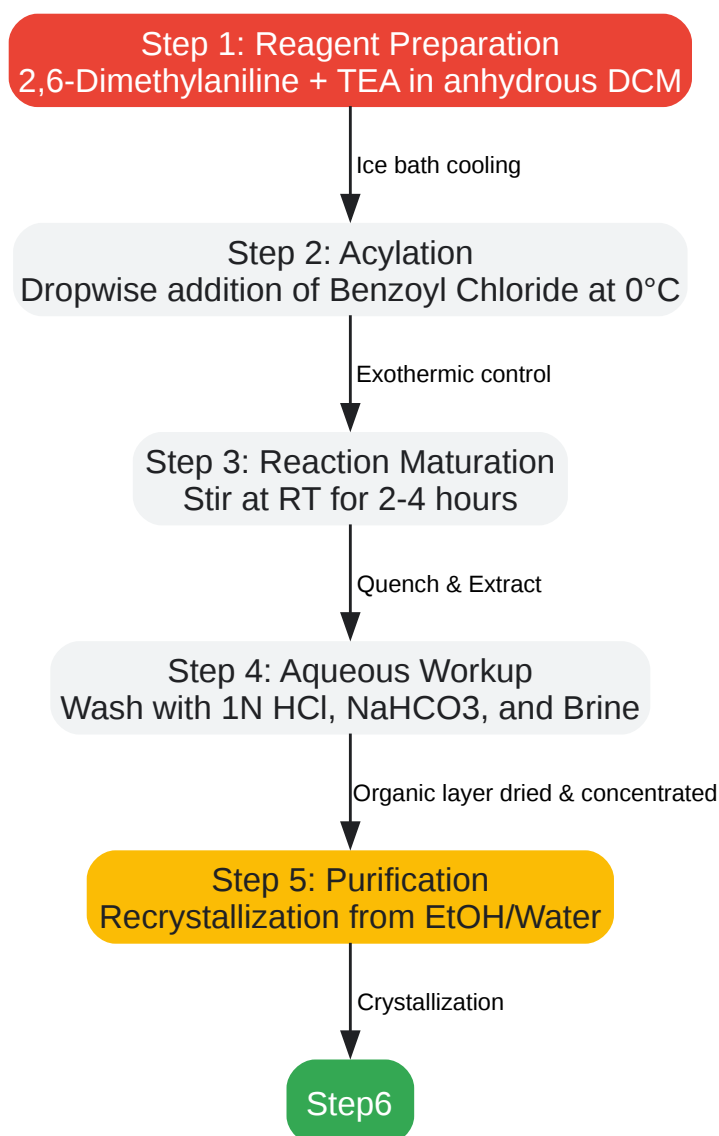 Step 1: Reagent Preparation
2,6-Dimethylaniline + TEA in anhydrous DCM
Ice bath cooling
Step 2: Acylation
Dropwise addition of Benzoyl Chloride at 0°C
Exothermic control
Step 3: Reaction Maturation
Stir at RT for 2-4 hours
Quench & Extract
Step 4: Aqueous Workup
Wash with 1N HCl, NaHCO3, and Brine
Organic layer dried & concentrated
Step 5: Purification
Recrystallization from EtOH/Water
Crystallization
Step6